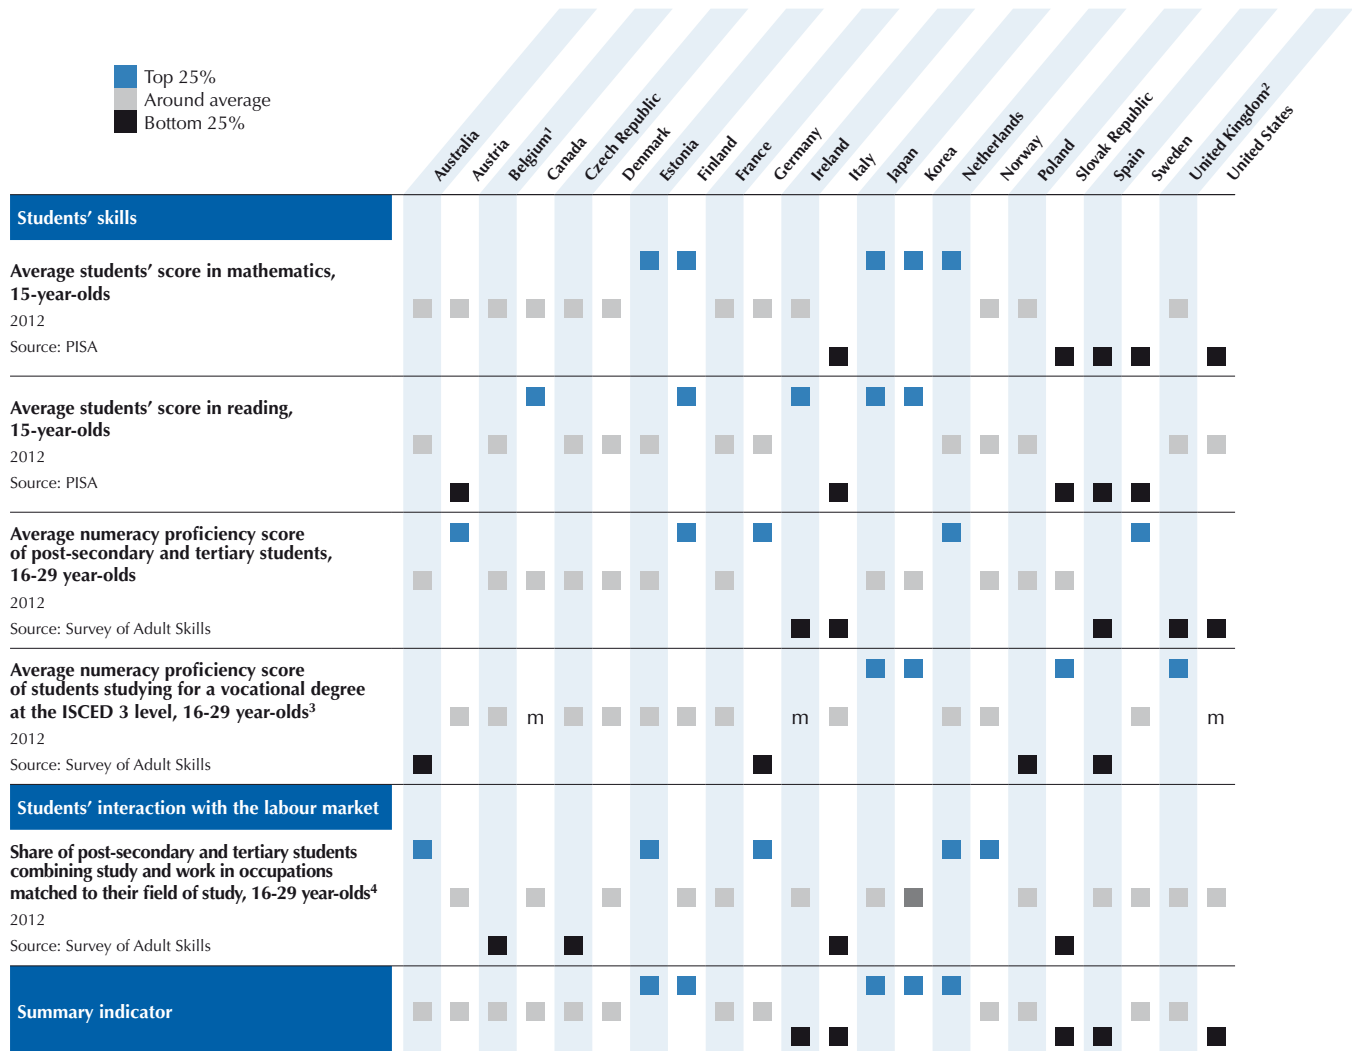 Top 25%
Around average
Bottom 25%
Australia
Austria
Belgium¹
Canada
Czech Republic
Denmark
Estonia
Finland
France
Germany
Ireland
Italy
Japan
Korea
Netherlands
Norway
Poland
Slovak Republic
Spain
Sweden
United Kingdom²
United States
Students’ skills
Average students’ score in mathematics,
15-year-olds
2012
Source: PISA
Average students’ score in reading,
15-year-olds
2012
Source: PISA
Average numeracy proficiency score
of post-secondary and tertiary students,
16-29 year-olds
2012
Source: Survey of Adult Skills
Average numeracy proficiency score
of students studying for a vocational degree
at the ISCED 3 level, 16-29 year-olds³
m m m
2012
Source: Survey of Adult Skills
Students’ interaction with the labour market
Share of post-secondary and tertiary students
combining study and work in occupations
matched to their field of study, 16-29 year-olds⁴
2012
Source: Survey of Adult Skills
Summary indicator